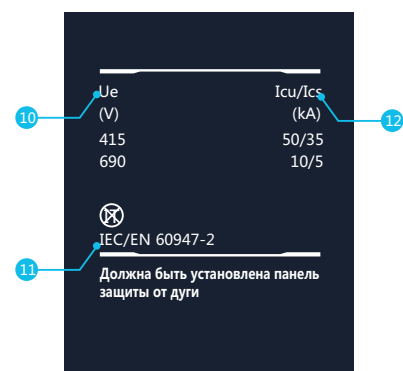 Ue Icu/Ics
(V) (kA)
415 50/35
690 10/5
IEC/EN 60947-2
Должна быть установлена панель
защиты от дуги
10
11
12